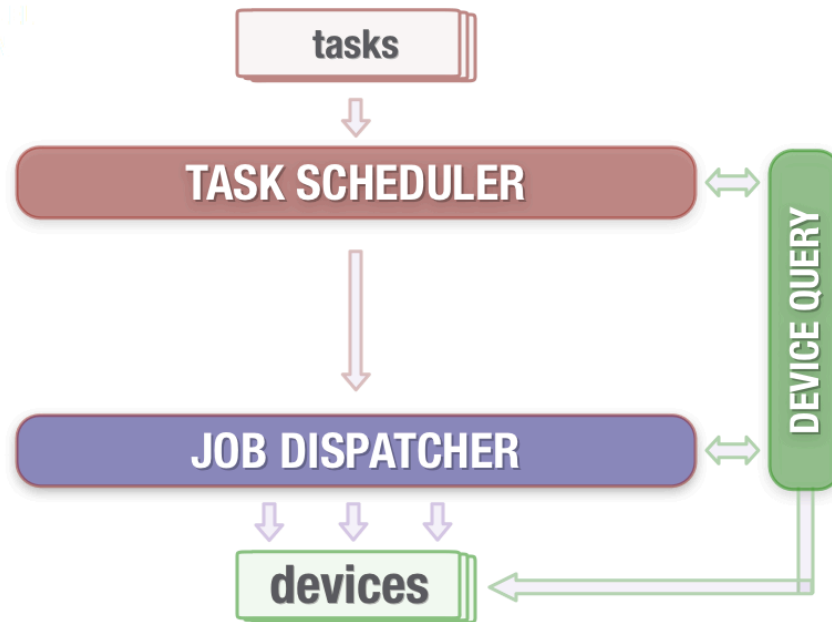 tasks
TASK SCHEDULER
DEVICE QUERY
JOB DISPATCHER
devices